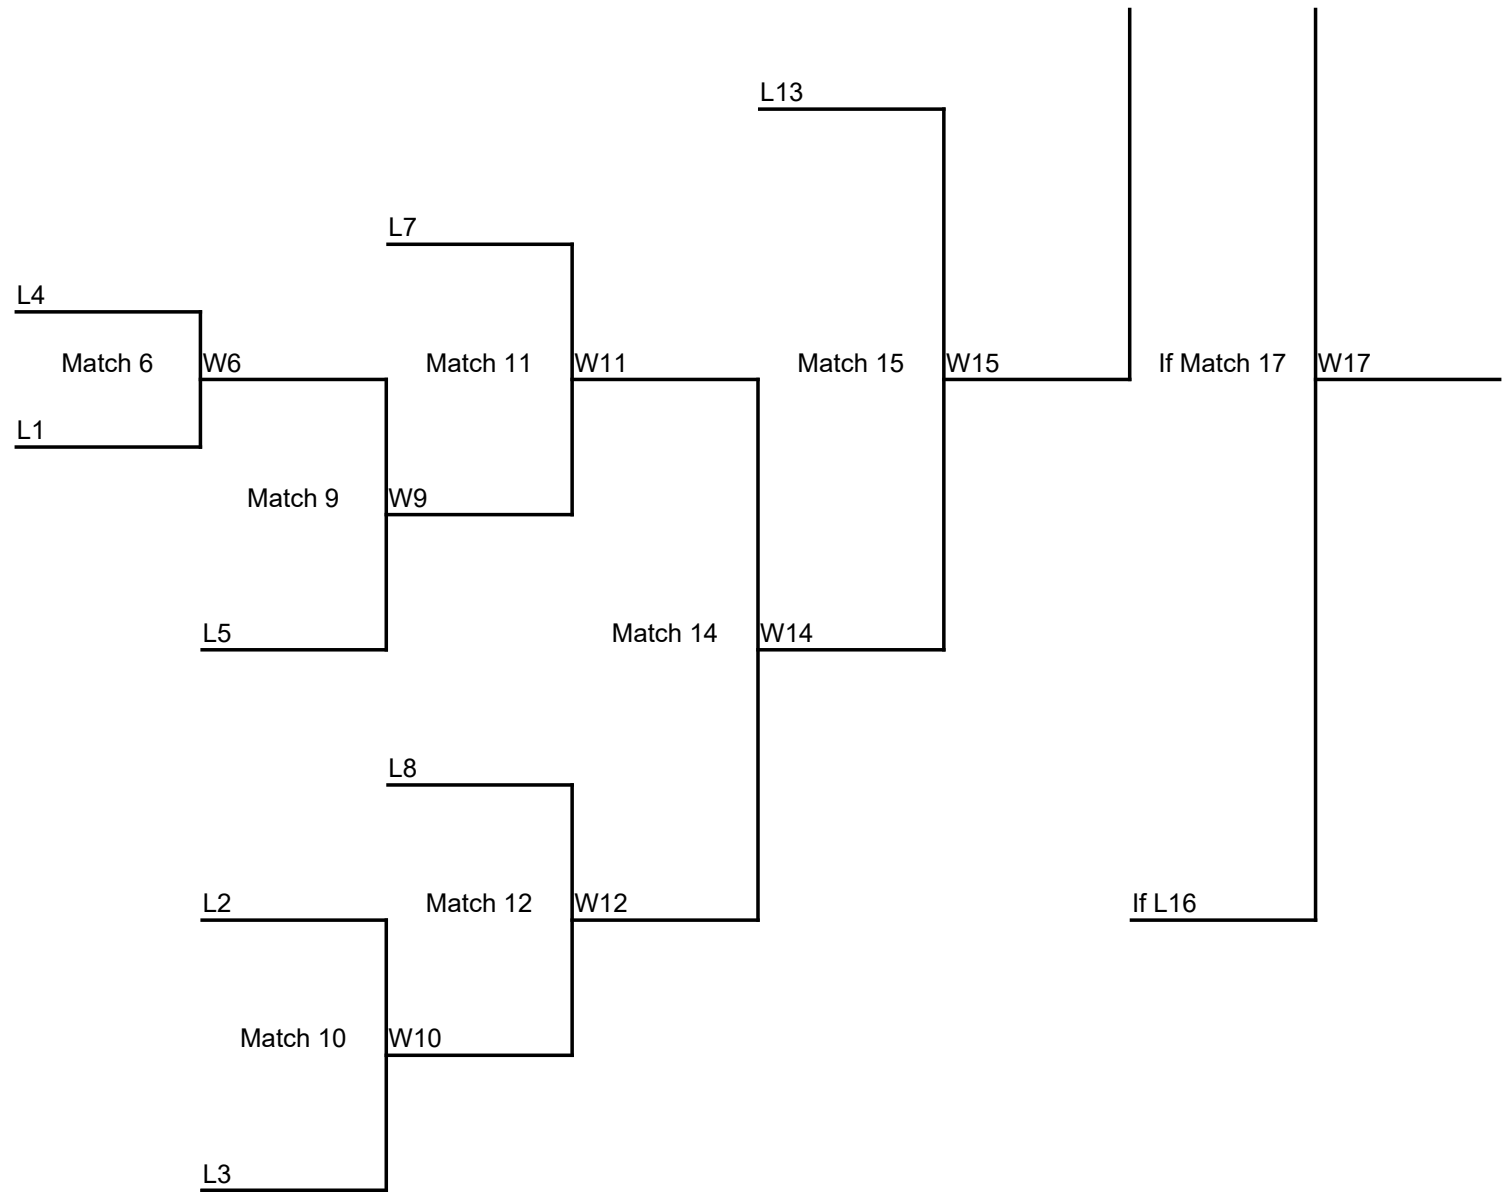 L13
L7
L4
Match 6
W6
Match 11
W11
Match 15
W15
If Match 17
W17
L1
Match 9
W9
L5
Match 14
W14
L8
L2
Match 12
W12
If L16
Match 10
W10
L3